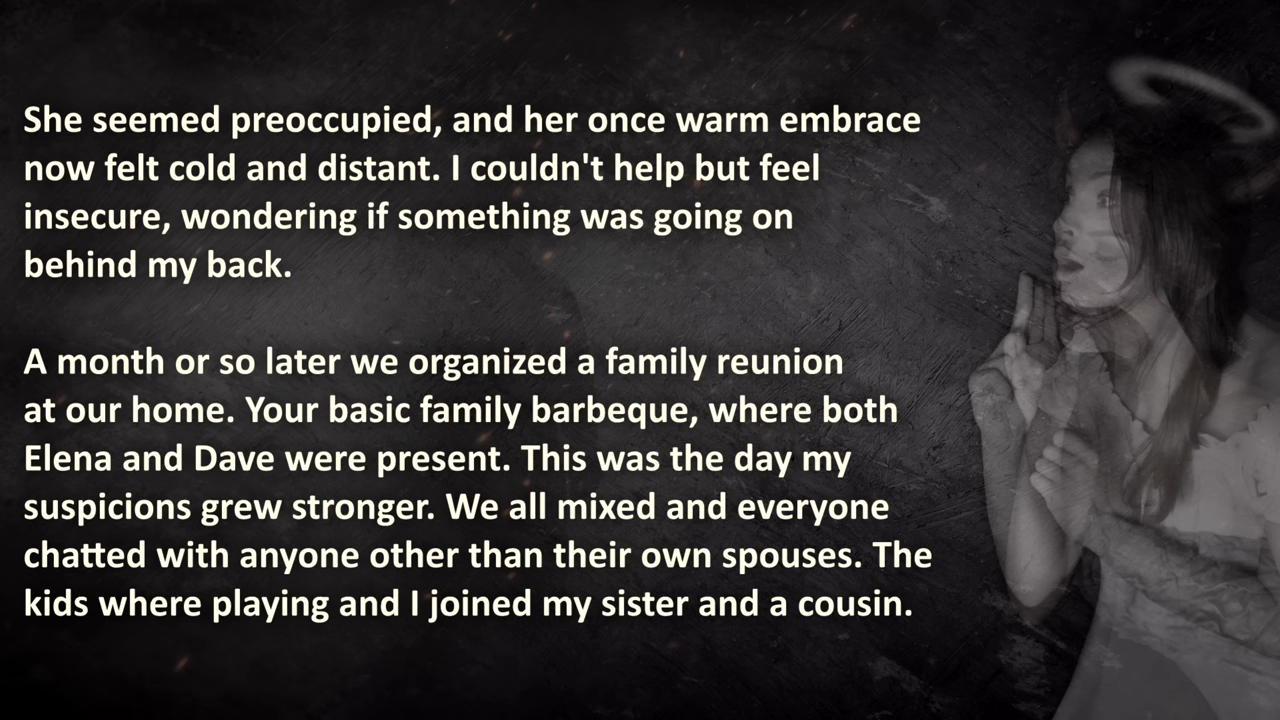 She seemed preoccupied, and her once warm embrace
now felt cold and distant. I couldn't help but feel
insecure, wondering if something was going on
behind my back.
A month or so later we organized a family reunion
at our home. Your basic family barbeque, where both
Elena and Dave were present. This was the day my
suspicions grew stronger. We all mixed and everyone
chatted with anyone other than their own spouses. The
kids where playing and I joined my sister and a cousin.